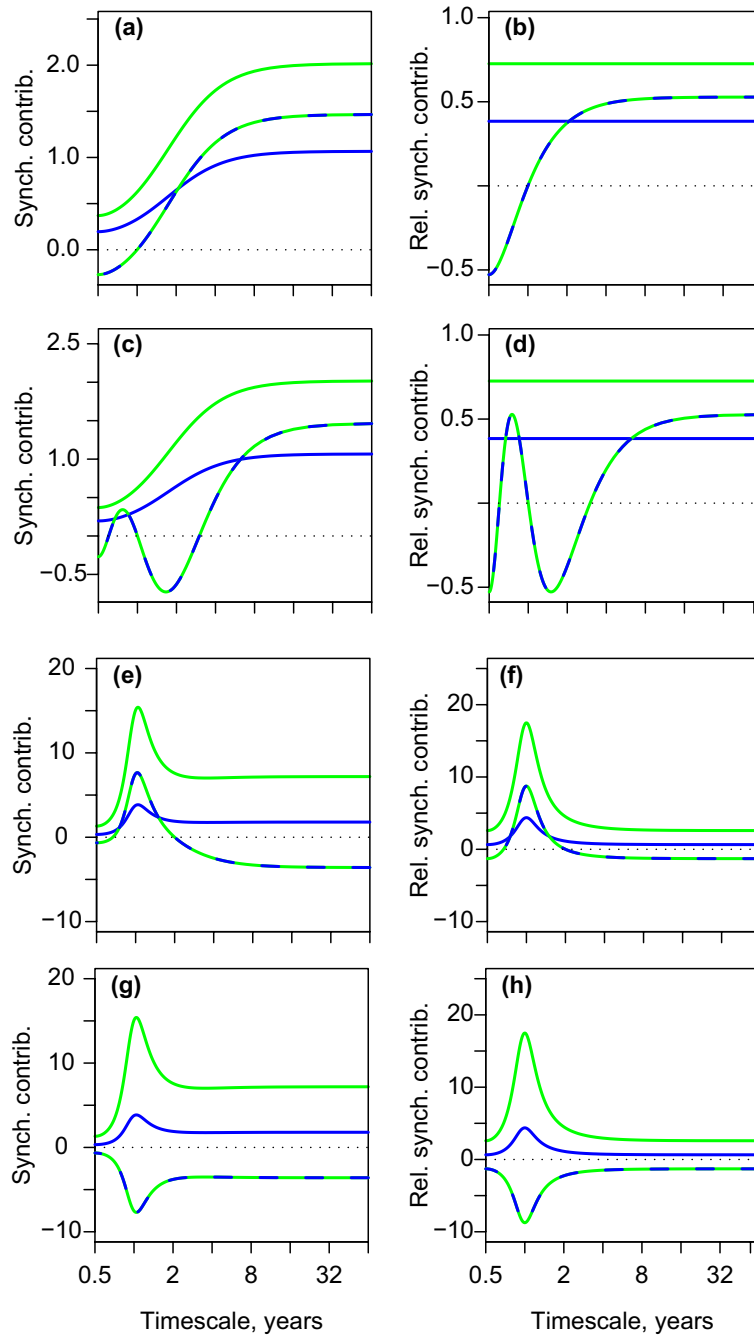 (a)
Synch. contrib.
2.0
1.0
0.0
(b)
Rel. synch. contrib.
1.0
0.5
−0.5
(c)
Synch. contrib.
2.5
1.0
−0.5
(d)
Rel. synch. contrib.
1.0
0.5
−0.5
(e)
Synch. contrib.
20
10
0
−10
(f)
Rel. synch. contrib.
20
10
0
−10
(g)
Synch. contrib.
20
10
0
−10
0.5 2 8 32
Timescale, years
(h)
Rel. synch. contrib.
20
10
0
−10
0.5 2 8 32
Timescale, years